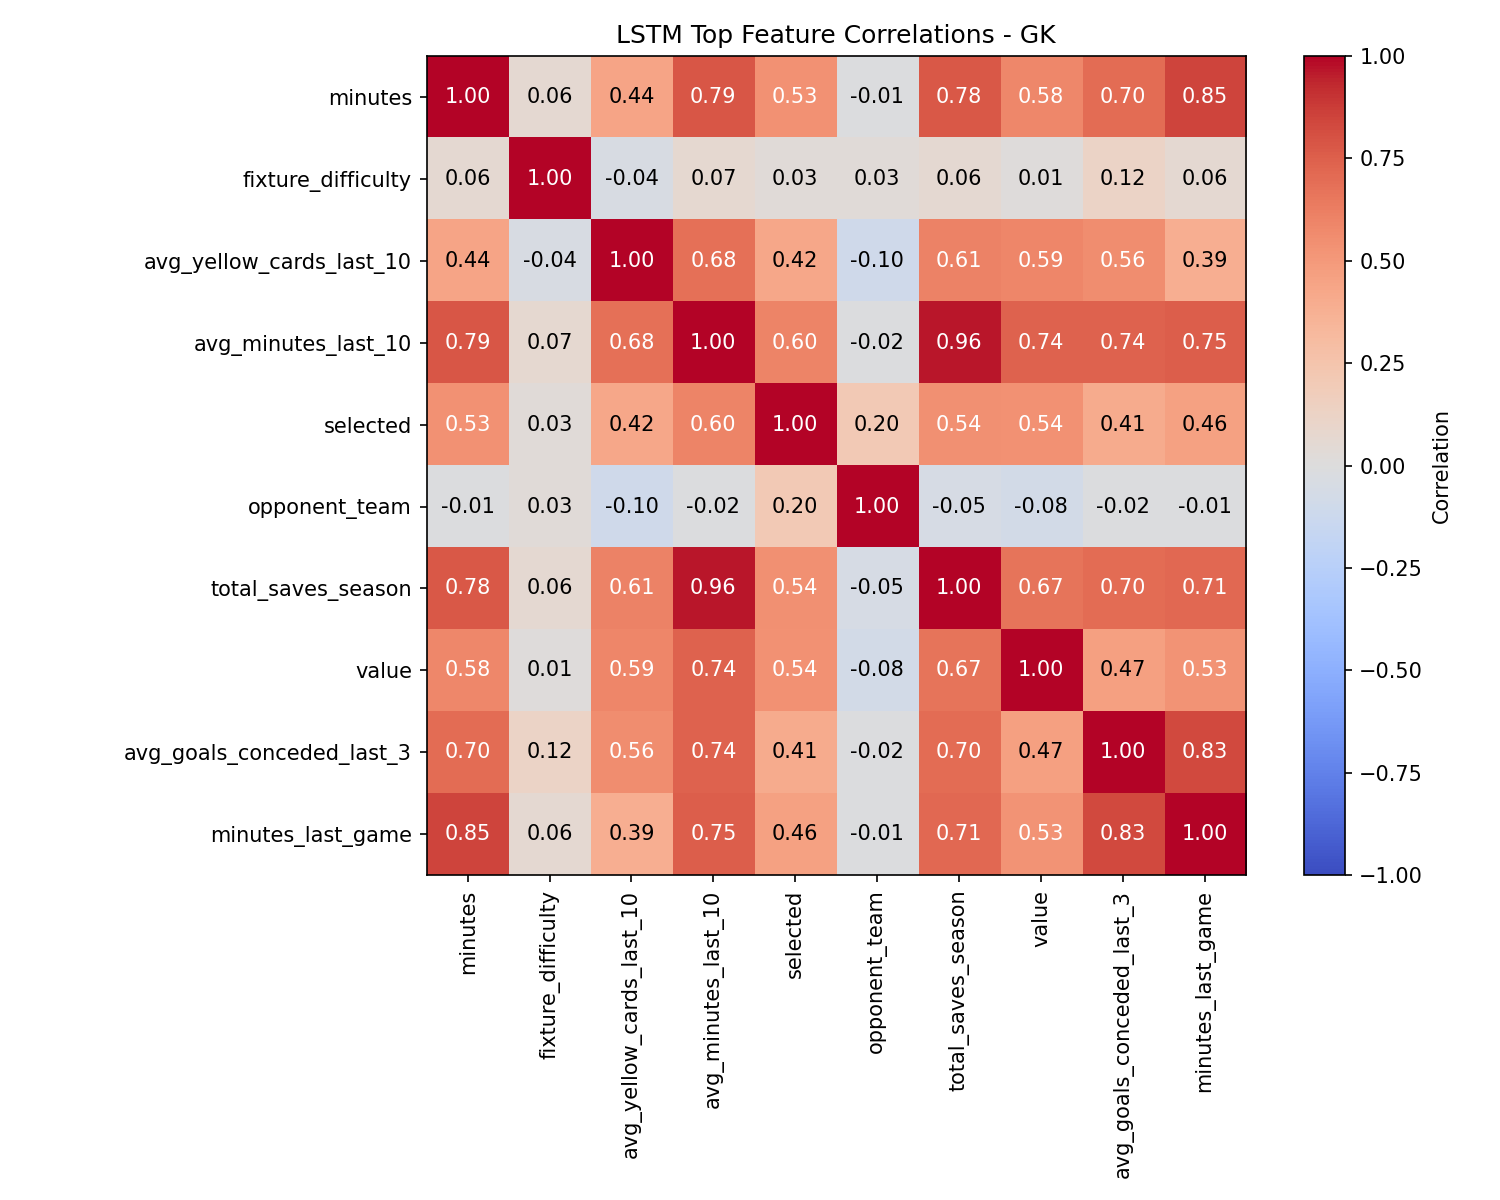 LSTM Top Feature Correlations - GK
minutes 1.00 0.06 0.44 0.79 0.53 -0.01 0.78 0.58 0.70 0.85
fixture_difficulty 0.06 1.00 -0.04 0.07 0.03 0.03 0.06 0.01 0.12 0.06
avg_yellow_cards_last_10 0.44 -0.04 1.00 0.68 0.42 -0.10 0.61 0.59 0.56 0.39
avg_minutes_last_10 0.79 0.07 0.68 1.00 0.60 -0.02 0.96 0.74 0.74 0.75
selected 0.53 0.03 0.42 0.60 1.00 0.20 0.54 0.54 0.41 0.46
opponent_team -0.01 0.03 -0.10 -0.02 0.20 1.00 -0.05 -0.08 -0.02 -0.01
total_saves_season 0.78 0.06 0.61 0.96 0.54 -0.05 1.00 0.67 0.70 0.71
value 0.58 0.01 0.59 0.74 0.54 -0.08 0.67 1.00 0.47 0.53
avg_goals_conceded_last_3 0.70 0.12 0.56 0.74 0.41 -0.02 0.70 0.47 1.00 0.83
minutes_last_game 0.85 0.06 0.39 0.75 0.46 -0.01 0.71 0.53 0.83 1.00
minutes
fixture_difficulty
avg_yellow_cards_last_10
avg_minutes_last_10
selected
opponent_team
total_saves_season
value
avg_goals_conceded_last_3
minutes_last_game
1.00
0.75
0.50
0.25
0.00
−0.25
−0.50
−0.75
−1.00
Correlation